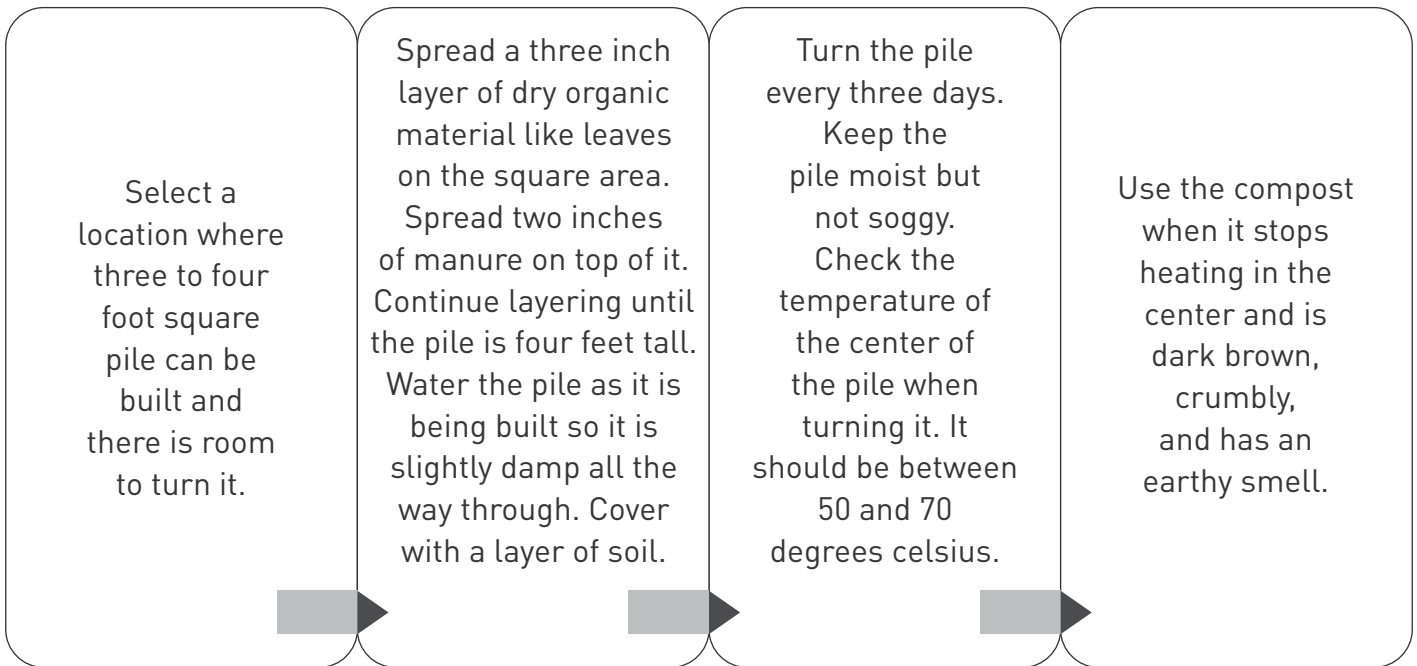 Select a
location where
three to four
foot square
pile can be
built and
there is room
to turn it.
Spread a three inch
layer of dry organic
material like leaves
on the square area.
Spread two inches
of manure on top of it.
Continue layering until
the pile is four feet tall.
Water the pile as it is
being built so it is
slightly damp all the
way through. Cover
with a layer of soil.
Turn the pile
every three days.
Keep the
pile moist but
not soggy.
Check the
temperature of
the center of
the pile when
turning it. It
should be between
50 and 70
degrees celsius.
Use the compost
when it stops
heating in the
center and is
dark brown,
crumbly,
and has an
earthy smell.